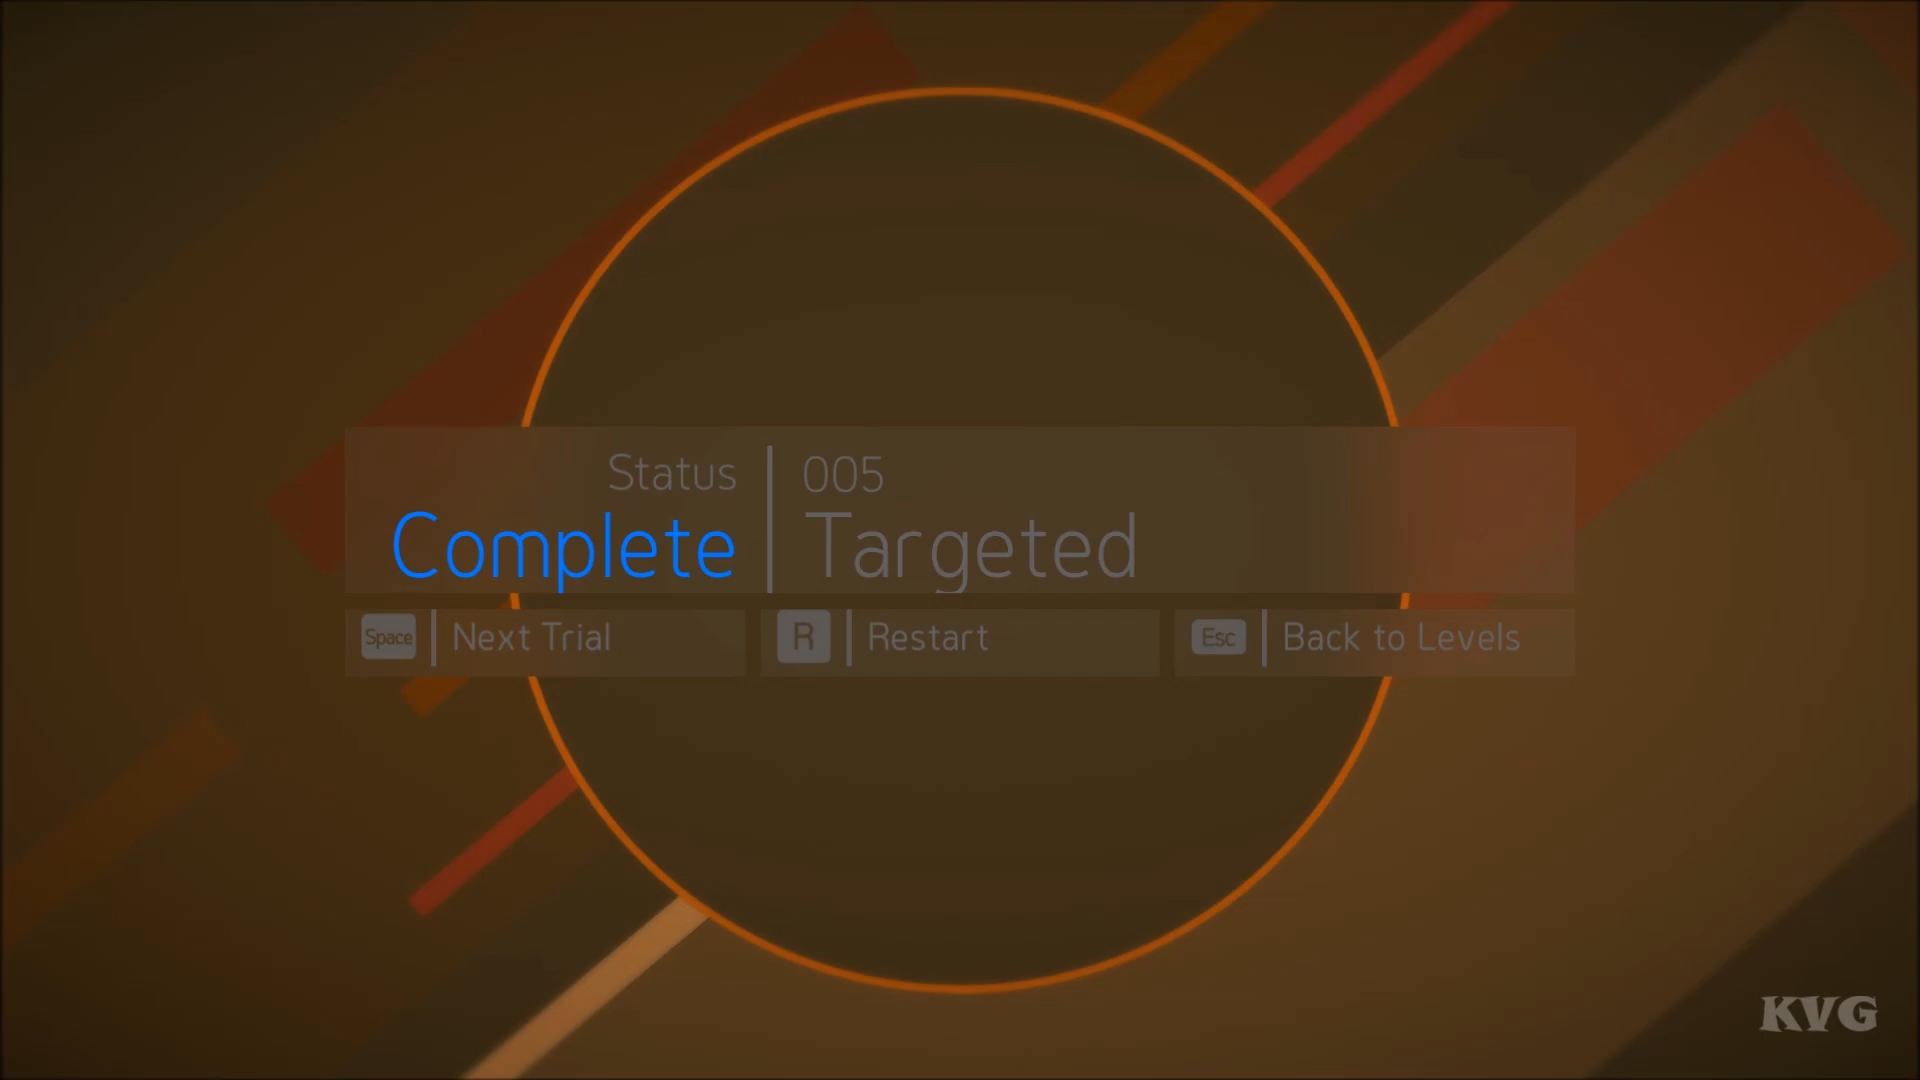 Status
Complete
005
Targeted
Space
Next Trial
R
Restart
Esc
Back to Levels
KVG